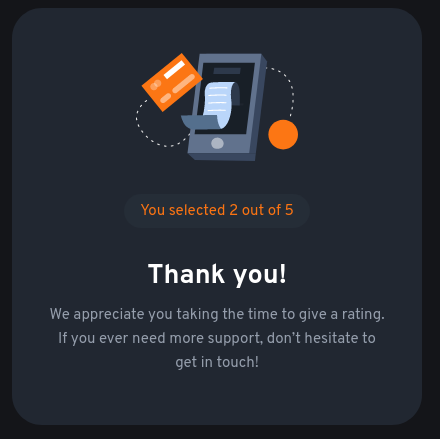 You selected 2 out of 5
Thank you!
We appreciate you taking the time to give a rating.
If you ever need more support, don’t hesitate to
get in touch!